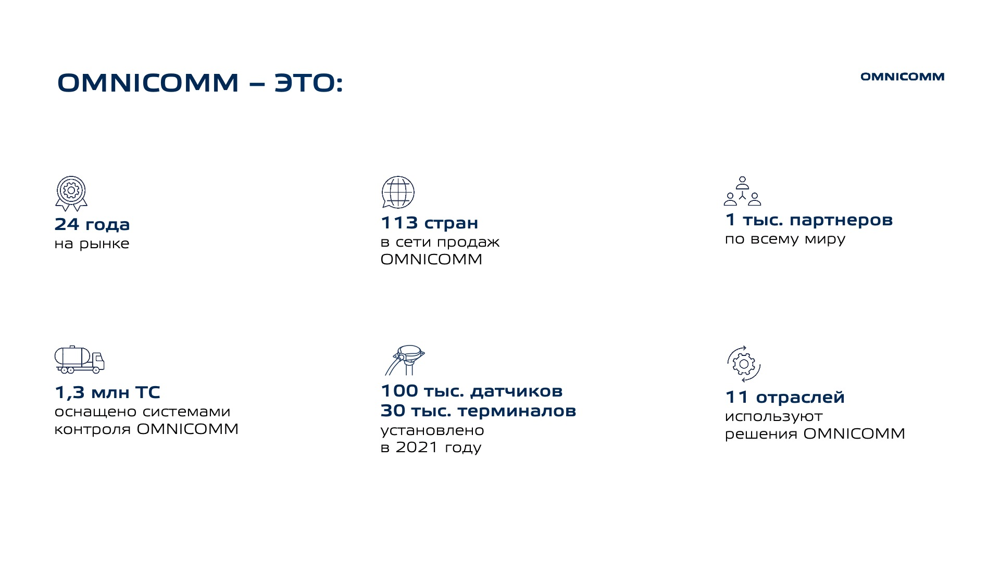 OMNICOMM – ЭТО:
OMNICOMM
24 года
на рынке
113 стран
в сети продаж
OMNICOMM
1 тыс. партнеров
по всему миру
1,3 млн ТС
оснащено системами
контроля OMNICOMM
100 тыс. датчиков
30 тыс. терминалов
установлено
в 2021 году
11 отраслей
используют
решения OMNICOMM